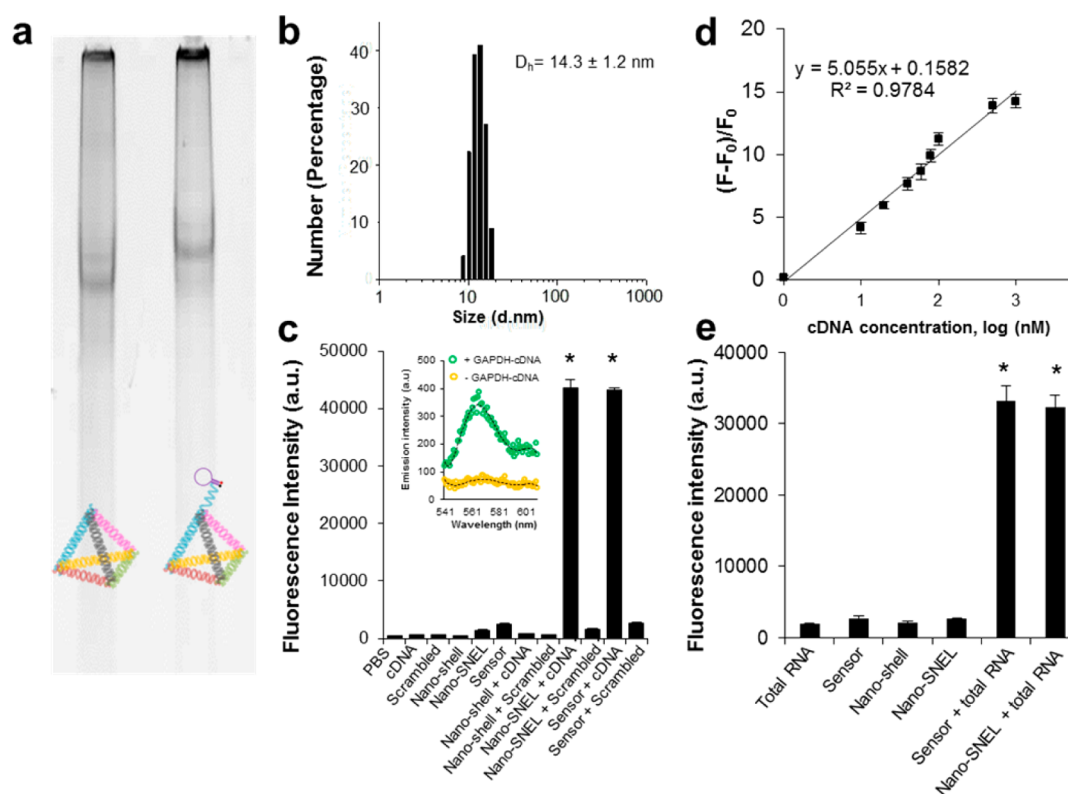 a
b
D_h= 14.3 ± 1.2 nm
Number (Percentage)
40
30
20
10
0
1
10
100
1000
Size (d.nm)
c
Fluorescence Intensity (a.u.)
50000
40000
30000
20000
10000
0
+ GAPDH-cDNA
- GAPDH-cDNA
Emission intensity (a.u)
500
400
300
200
100
0
541
561
581
601
Wavelength (nm)
*
*
PBS
cDNA
Scrambled
Nano-shell
Nano-SNEL
Sensor
Nano-shell + cDNA
Nano-shell + Scrambled
Nano-SNEL + cDNA
Nano-SNEL + Scrambled
Sensor + cDNA
Sensor + Scrambled
d
y = 5.055x + 0.1582
R² = 0.9784
(F-F₀)/F₀
20
15
10
5
0
0
1
2
3
cDNA concentration, log (nM)
e
Fluorescence Intensity (a.u.)
40000
30000
20000
10000
0
*
*
Total RNA
Sensor
Nano-shell
Nano-SNEL
Sensor + total RNA
Nano-SNEL + total RNA